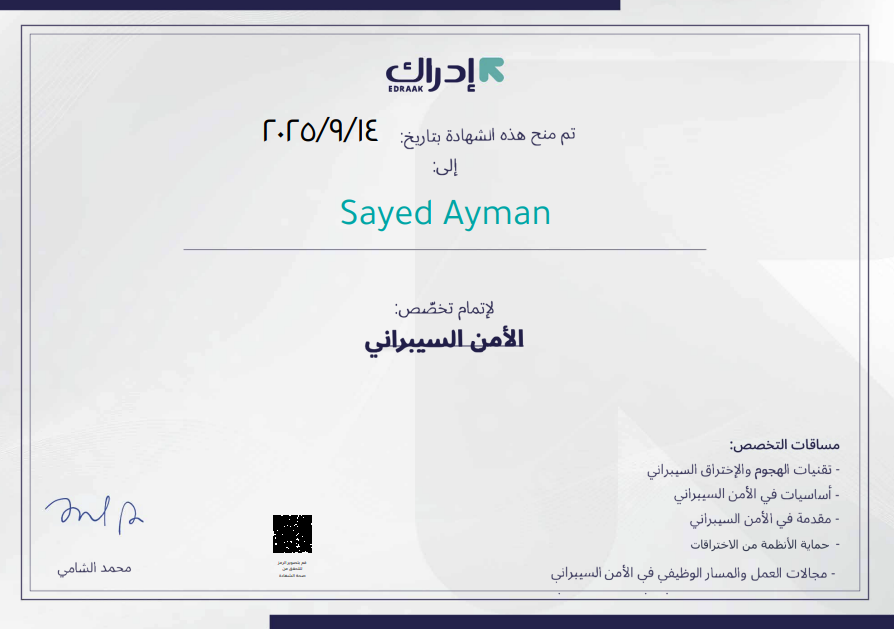 إدراك
EDRAAK
تم منح هذه الشهادة بتاريخ: ٢٠٢٥/٩/١٤
إلى:
Sayed Ayman
لإتمام تخصّص:
الأمن السيبراني
مساقات التخصص:
- تقنيات الهجوم والإختراق السيبراني
- أساسيات في الأمن السيبراني
- مقدمة في الأمن السيبراني
- حماية الأنظمة من الاختراقات
- مجالات العمل والمسار الوظيفي في الأمن السيبراني
قم بتصوير الرمز
للتحقق من
صحة الشهادة
محمد الشامي